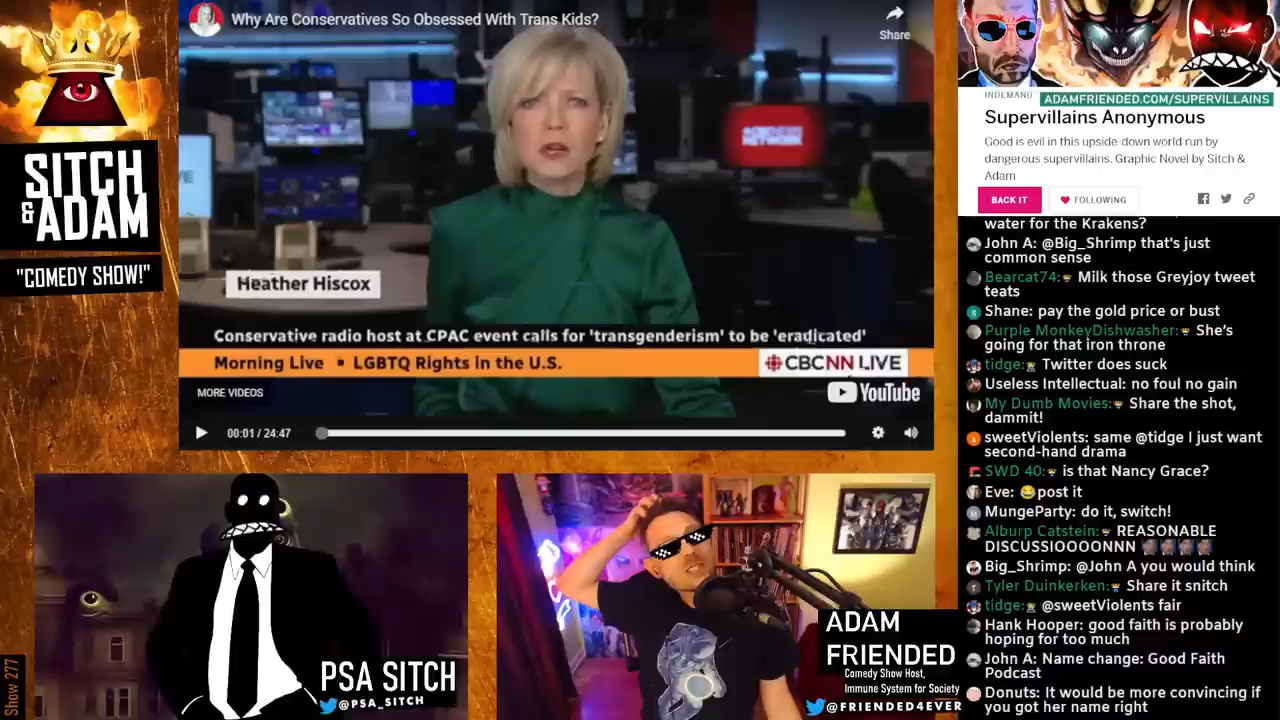 Why Are Conservatives So Obsessed With Trans Kids?
Share
SITCH
& ADAM
"COMEDY SHOW!"
NETWORK
Heather Hiscox
Conservative radio host at CPAC event calls for 'transgenderism' to be 'eradicated'
Morning Live ▪ LGBTQ Rights in the U.S.
CBCNN LIVE
MORE VIDEOS
YouTube
00:01 / 24:47
INDEMAND
ADAMFRIENDED.COM/SUPERVILLAINS
Supervillains Anonymous
Good is evil in this upside-down world run by
dangerous supervillains. Graphic Novel by Sitch &
Adam
BACK IT
FOLLOWING
water for the Krakens?
John A: @Big_Shrimp that's just
common sense
Bearcat74: Milk those Greyjoy tweet
teats
Shane: pay the gold price or bust
Purple MonkeyDishwasher: She's
going for that iron throne
tidge: Twitter does suck
Useless Intellectual: no foul no gain
My Dumb Movies: Share the shot,
dammit!
sweetViolents: same @tidge I just want
second-hand drama
SWD 40: is that Nancy Grace?
Eve: 😂post it
MungeParty: do it, switch!
Alburp Catstein: REASONABLE
DISCUSSIOOOONNN
Big_Shrimp: @John A you would think
Tyler Duinkerken: Share it snitch
tidge: @sweetViolents fair
Hank Hooper: good faith is probably
hoping for too much
John A: Name change: Good Faith
Podcast
Donuts: It would be more convincing if
you got her name right
Show 277
PSA SITCH
@PSA_SITCH
ADAM
FRIENDED
Comedy Show Host,
Immune System for Society
@FRIENDED4EVER